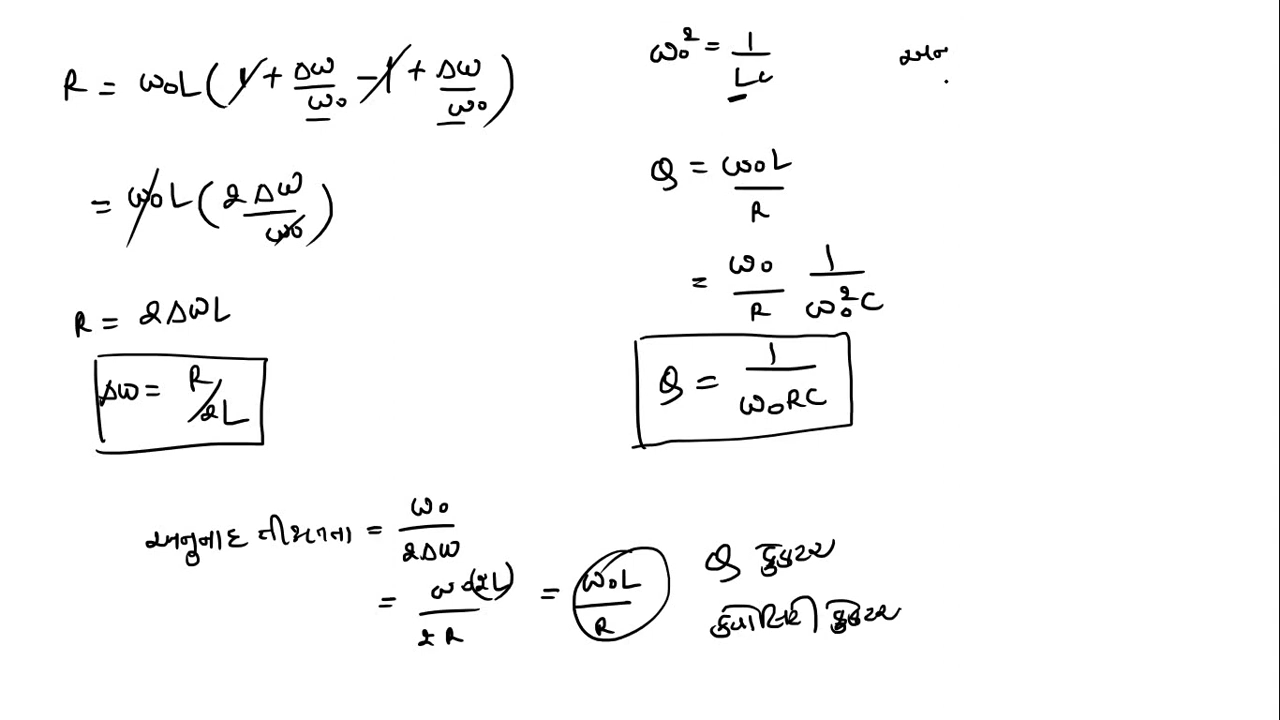 R = ω₀L(1 + Δω/ω₀ − 1 + Δω/ω₀)
= ω₀L(2Δω/ω₀)
R = 2ΔωL
Δω = R/2L
ω₀² = 1/LC
Q = ω₀L/R
= ω₀/R 1/ω₀²C
Q = 1/ω₀RC
અનુનાદ તીક્ષ્ણતા = ω₀/2Δω
= ω₀(2L)/2R = ω₀L/R
Q ફેક્ટર
ક્વોલિટી ફેક્ટર